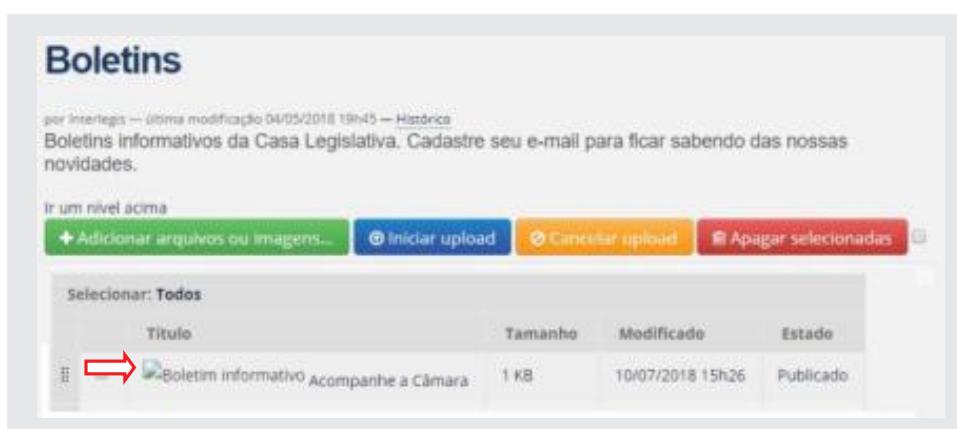 Boletins
por Interlegis — última modificação 04/05/2018 19h45 — Histórico
Boletins informativos da Casa Legislativa. Cadastre seu e-mail para ficar sabendo das nossas
novidades.
Ir um nível acima
+ Adicionar arquivos ou imagens... Iniciar upload Cancelar upload Apagar selecionadas
Selecionar: Todos
Título Tamanho Modificado Estado
Boletim informativo Acompanhe a Câmara 1 KB 10/07/2018 15h26 Publicado